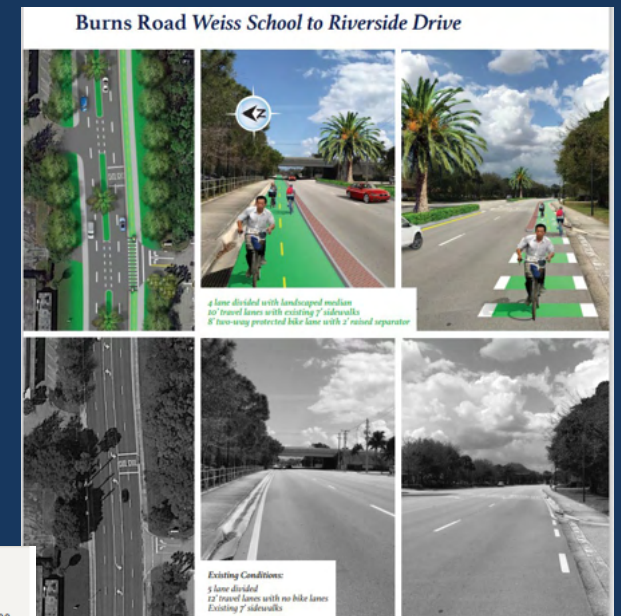 Burns Road Weiss School to Riverside Drive
N
4 lane divided with landscaped median
10' travel lanes with existing 7' sidewalks
8' two-way protected bike lane with 2' raised separator
Existing Conditions:
5 lane divided
12' travel lanes with no bike lanes
Existing 7' sidewalks